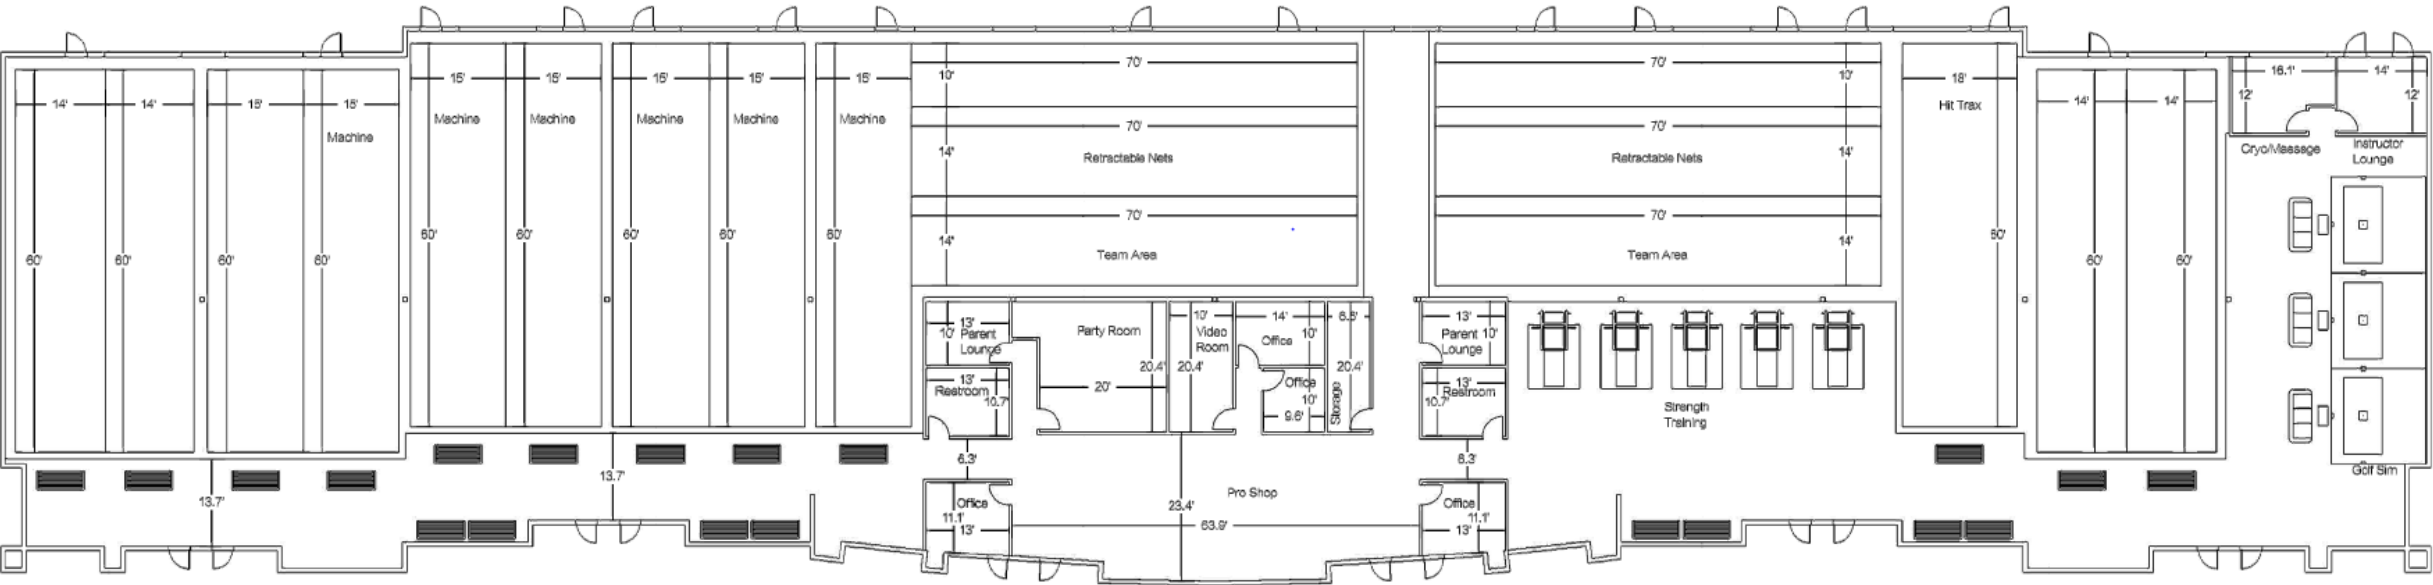 14'
14'
15'
15'
Machine
60'
60'
60'
60'
13.7'
15'
15'
15'
15'
15'
Machine
Machine
Machine
Machine
Machine
60'
60'
60'
60'
60'
13.7'
70'
10'
70'
14'
Retractable Nets
70'
14'
Team Area
70'
10'
70'
14'
Retractable Nets
70'
14'
Team Area
18'
Hit Trax
60'
14'
14'
60'
60'
16.1'
12'
14'
12'
Cryo/Massage
Instructor
Lounge
Golf Sim
13'
10'
Parent
Lounge
13'
Restroom
10.7'
6.3'
Office
11.1'
13'
Party Room
20.4'
20'
10'
Video
Room
20.4'
14'
10'
Office
Office
10'
9.6'
6.6'
20.4'
Storage
Pro Shop
23.4'
63.9'
13'
Parent
Lounge
10'
13'
Restroom
10.7'
6.3'
Office
11.1'
13'
Strength
Training